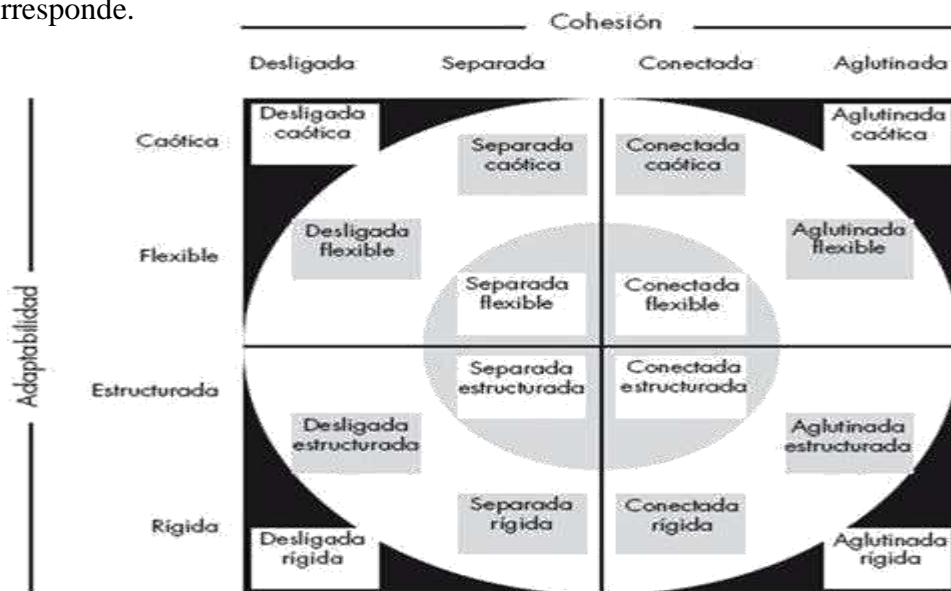 rresponde.
Cohesión
Desligada Separada Conectada Aglutinada
Caótica
Desligada
caótica
Separada
caótica
Conectada
caótica
Aglutinada
caótica
Flexible
Desligada
flexible
Separada
flexible
Conectada
flexible
Aglutinada
flexible
Adaptabilidad
Estructurada
Desligada
estructurada
Separada
estructurada
Conectada
estructurada
Aglutinada
estructurada
Rígida
Desligada
rígida
Separada
rígida
Conectada
rígida
Aglutinada
rígida